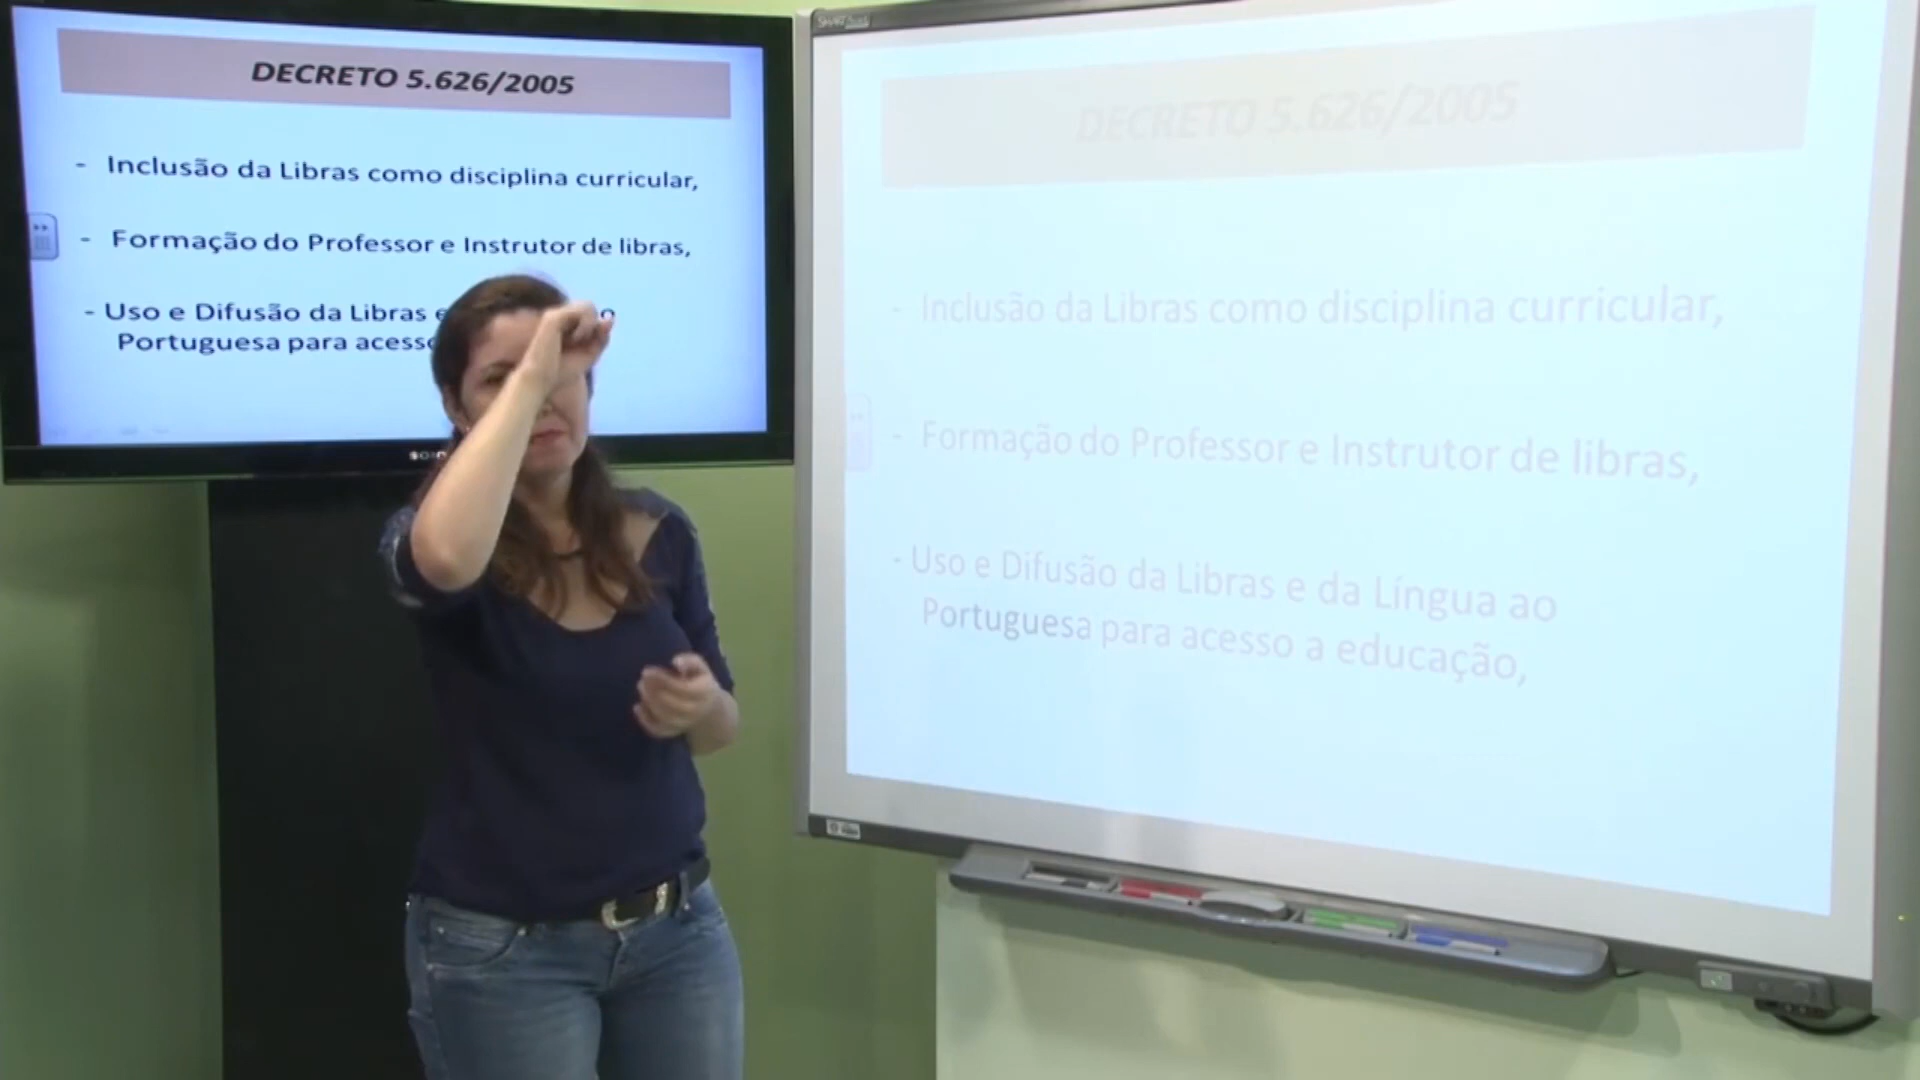 DECRETO 5.626/2005
- Inclusão da Libras como disciplina curricular,
- Formação do Professor e Instrutor de libras,
- Uso e Difusão da Libras e
Portuguesa para acesso
DECRETO 5.626/2005
- Inclusão da Libras como disciplina curricular,
- Formação do Professor e Instrutor de libras,
- Uso e Difusão da Libras e da Língua ao
Portuguesa para acesso a educação,